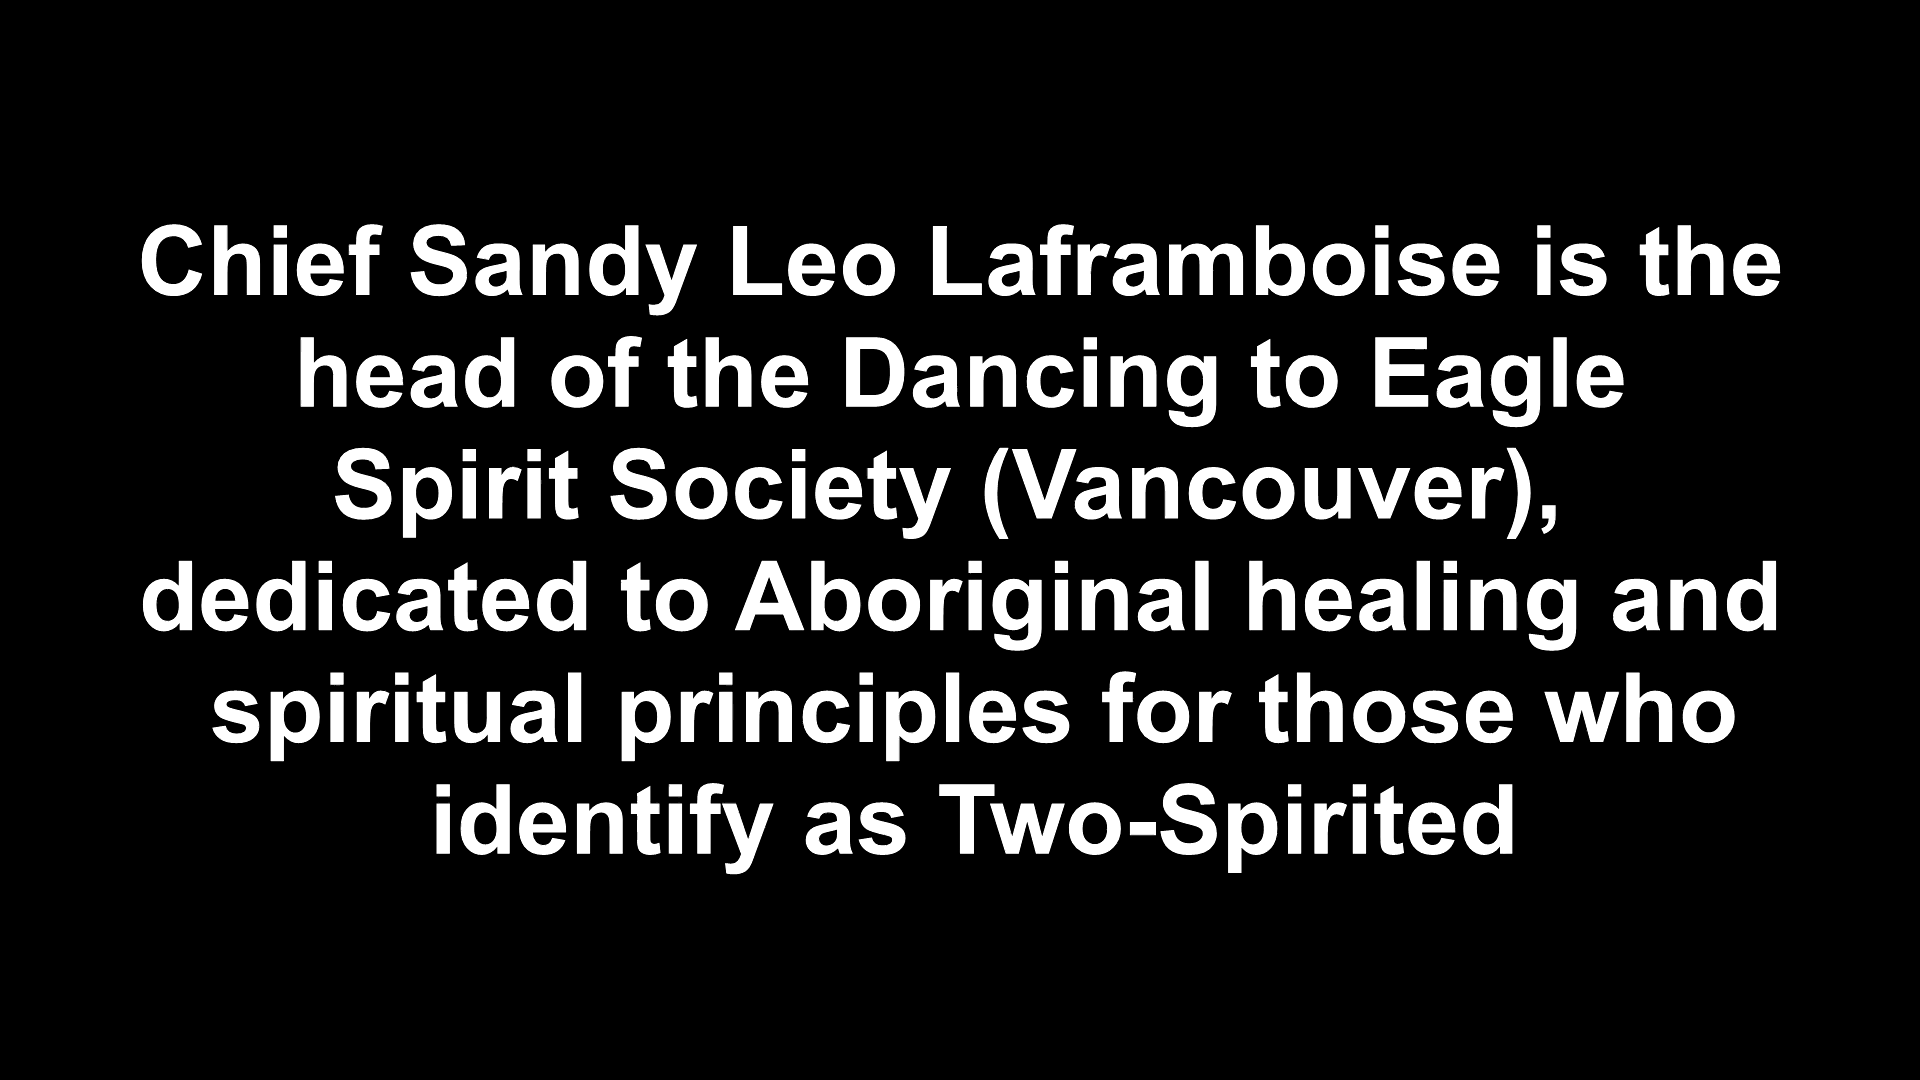 Chief Sandy Leo Laframboise is the
head of the Dancing to Eagle
Spirit Society (Vancouver),
dedicated to Aboriginal healing and
spiritual principles for those who
identify as Two-Spirited